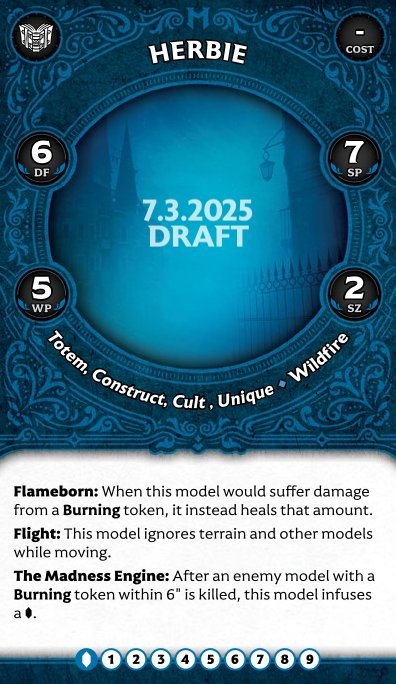 HERBIE
-
COST
6
DF
7
SP
7.3.2025
DRAFT
5
WP
2
SZ
Totem, Construct, Cult , Unique ◆ Wildfire
Flameborn: When this model would suffer damage
from a Burning token, it instead heals that amount.
Flight: This model ignores terrain and other models
while moving.
The Madness Engine: After an enemy model with a
Burning token within 6" is killed, this model infuses
a.
1 2 3 4 5 6 7 8 9